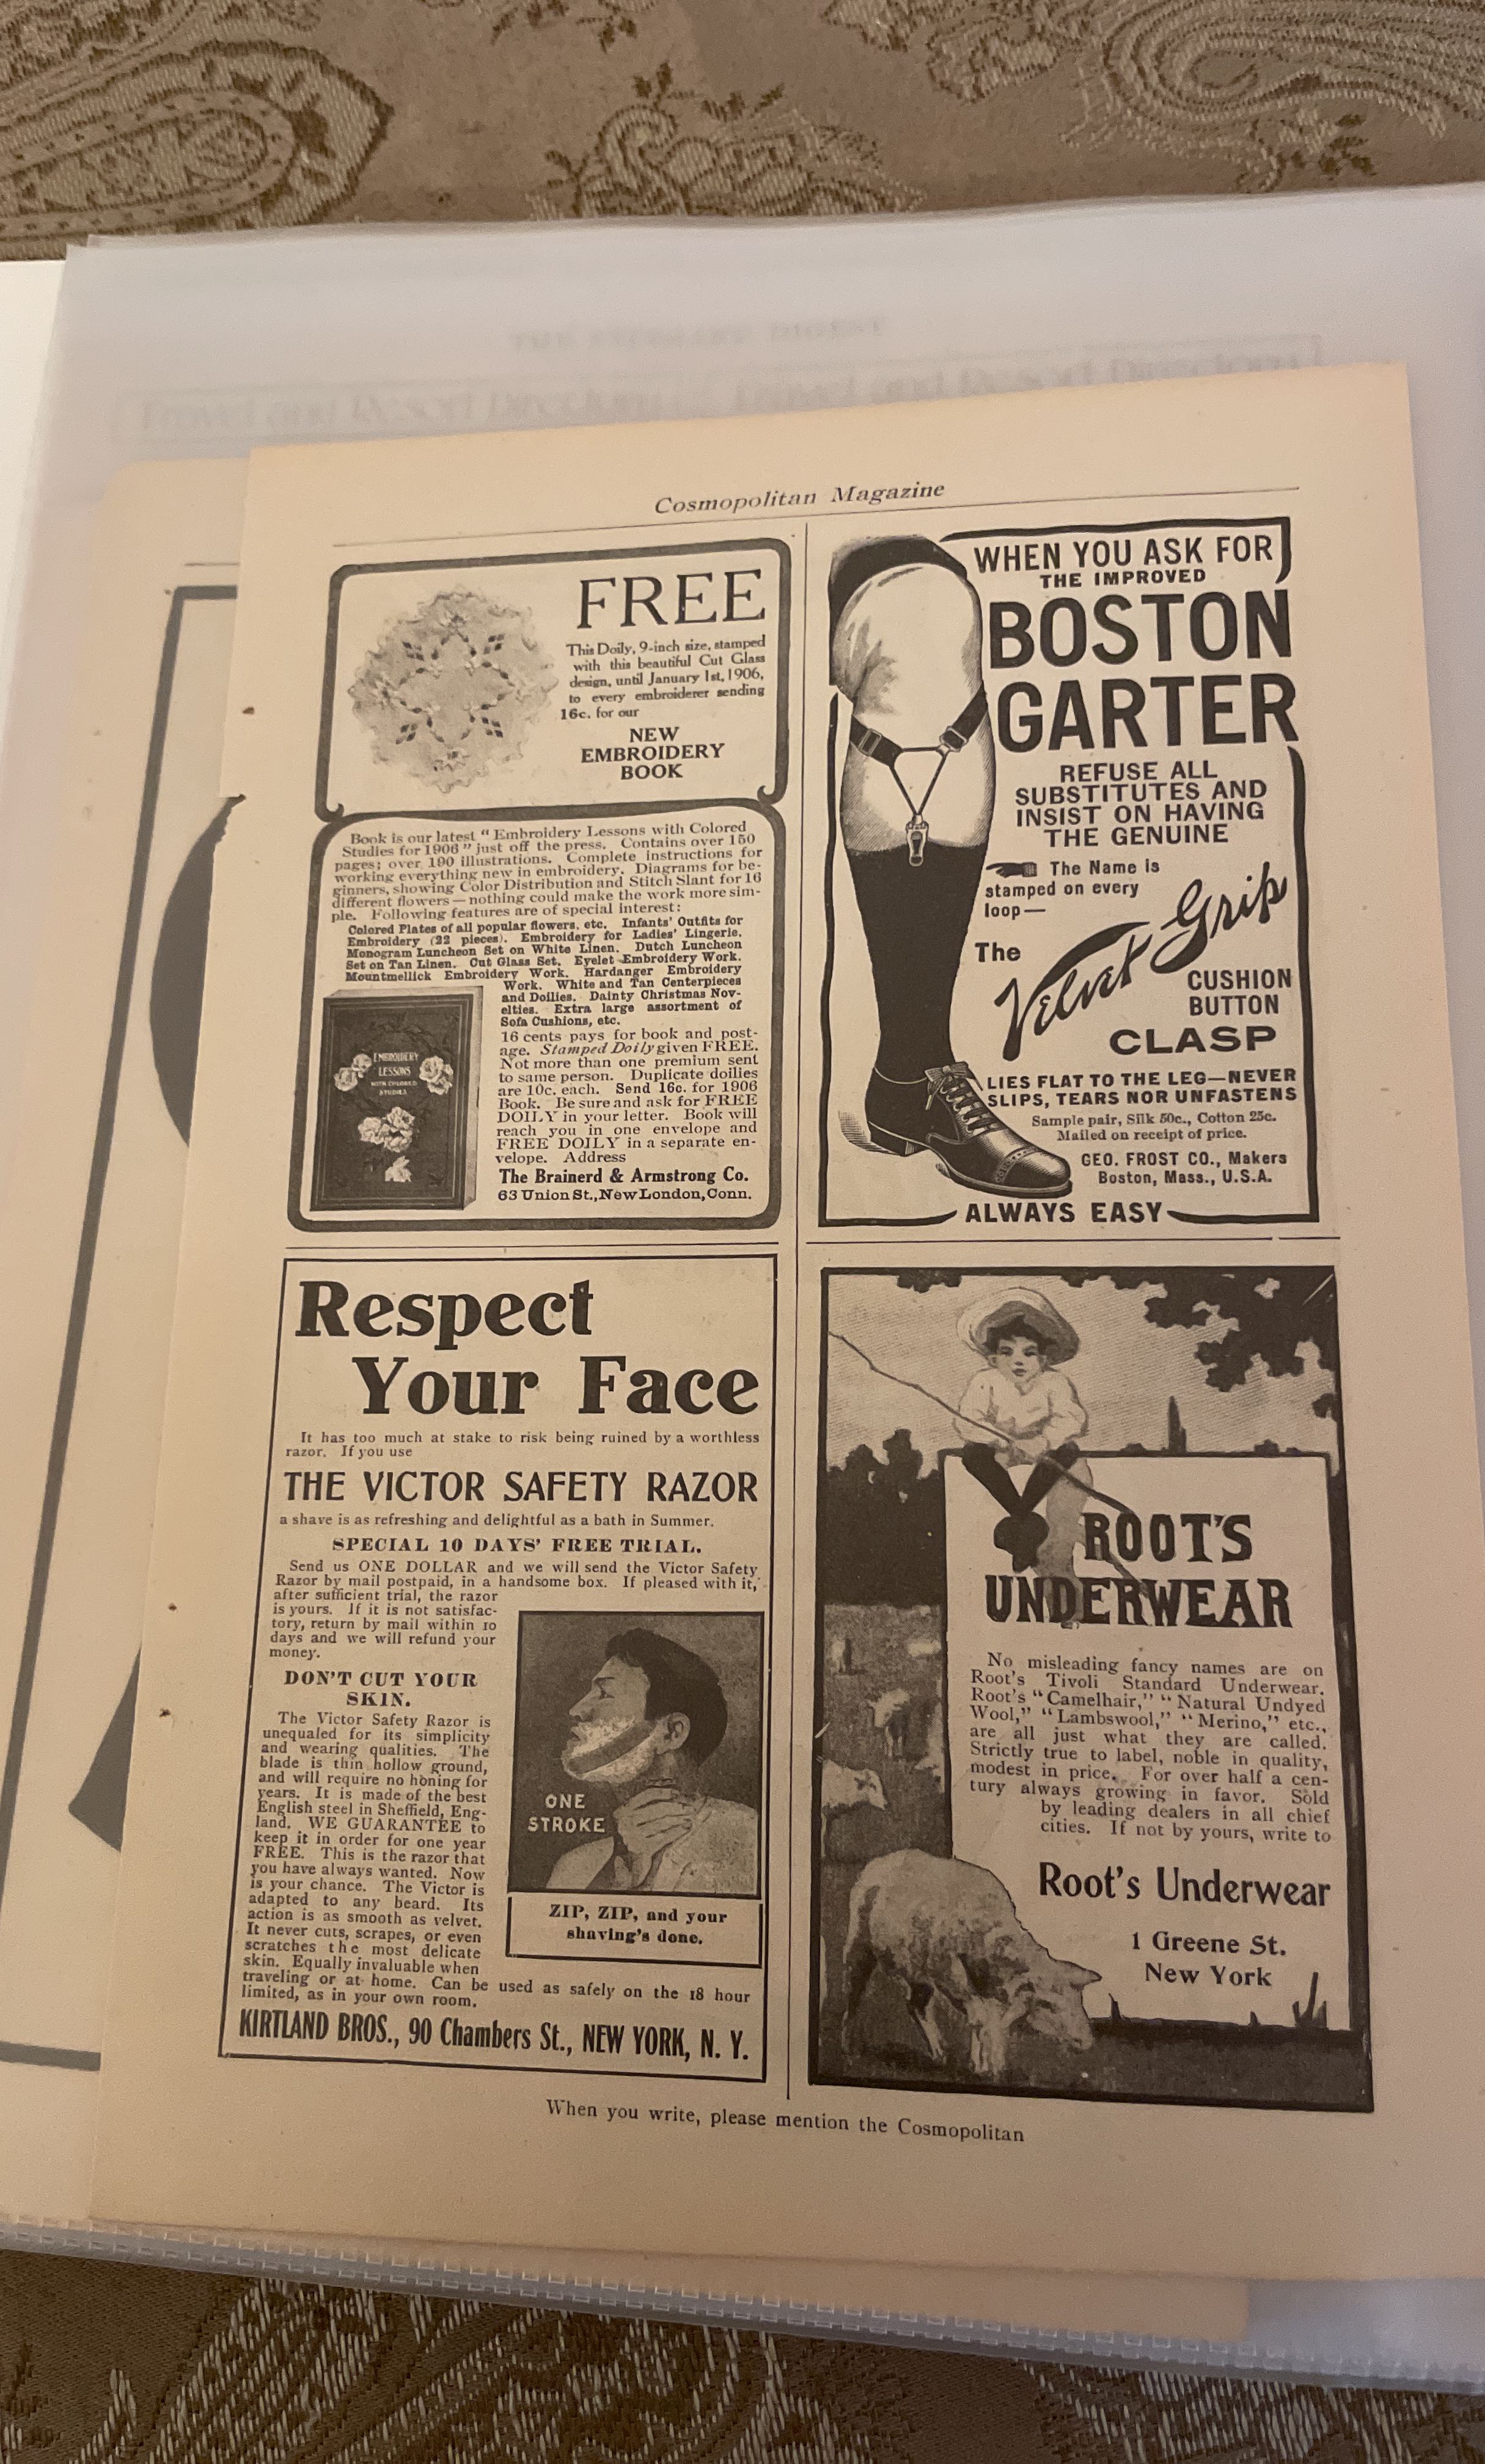 THE LITERARY DIGEST
Travel and Resort Directory Travel and Resort Directory
Cosmopolitan Magazine
FREE
This Doily, 9-inch size, stamped
with this beautiful Cut Glass
design, until January 1st, 1906,
to every embroiderer sending
16c. for our
NEW
EMBROIDERY
BOOK
Book is our latest "Embroidery Lessons with Colored
Studies for 1906" just off the press. Contains over 150
pages; over 190 illustrations. Complete instructions for
working everything new in embroidery. Diagrams for be-
ginners, showing Color Distribution and Stitch Slant for 16
different flowers—nothing could make the work more sim-
ple. Following features are of special interest:
Colored Plates of all popular flowers, etc. Infants' Outfits for
Embroidery (22 pieces). Embroidery for Ladies' Lingerie.
Monogram Luncheon Set on White Linen. Dutch Luncheon
Set on Tan Linen. Cut Glass Set. Eyelet Embroidery Work.
Mountmellick Embroidery Work. Hardanger Embroidery
Work. White and Tan Centerpieces
and Doilies. Dainty Christmas Nov-
elties. Extra large assortment of
Sofa Cushions, etc.
EMBROIDERY
LESSONS
WITH COLORED
STUDIES
16 cents pays for book and post-
age. Stamped Doily given FREE.
Not more than one premium sent
to same person. Duplicate doilies
are 10c. each. Send 16c. for 1906
Book. Be sure and ask for FREE
DOILY in your letter. Book will
reach you in one envelope and
FREE DOILY in a separate en-
velope. Address
The Brainerd & Armstrong Co.
63 Union St., New London, Conn.
WHEN YOU ASK FOR
THE IMPROVED
BOSTON
GARTER
REFUSE ALL
SUBSTITUTES AND
INSIST ON HAVING
THE GENUINE
The Name is
stamped on every
loop—
The
Velvet Grip
CUSHION
BUTTON
CLASP
LIES FLAT TO THE LEG—NEVER
SLIPS, TEARS NOR UNFASTENS
Sample pair, Silk 50c., Cotton 25c.
Mailed on receipt of price.
GEO. FROST CO., Makers
Boston, Mass., U.S.A.
ALWAYS EASY
Respect
Your Face
It has too much at stake to risk being ruined by a worthless
razor. If you use
THE VICTOR SAFETY RAZOR
a shave is as refreshing and delightful as a bath in Summer.
SPECIAL 10 DAYS' FREE TRIAL.
Send us ONE DOLLAR and we will send the Victor Safety
Razor by mail postpaid, in a handsome box. If pleased with it,
after sufficient trial, the razor
is yours. If it is not satisfac-
tory, return by mail within 10
days and we will refund your
money.
DON'T CUT YOUR
SKIN.
The Victor Safety Razor is
unequaled for its simplicity
and wearing qualities. The
blade is thin hollow ground,
and will require no honing for
years. It is made of the best
English steel in Sheffield, Eng-
land. WE GUARANTEE to
keep it in order for one year
FREE. This is the razor that
you have always wanted. Now
is your chance. The Victor is
adapted to any beard. Its
action is as smooth as velvet.
It never cuts, scrapes, or even
scratches the most delicate
skin. Equally invaluable when
traveling or at home. Can be used as safely on the 18 hour
limited, as in your own room.
ONE
STROKE
ZIP, ZIP, and your
shaving's done.
KIRTLAND BROS., 90 Chambers St., NEW YORK, N. Y.
ROOT'S
UNDERWEAR
No misleading fancy names are on
Root's Tivoli Standard Underwear.
Root's "Camelhair," "Natural Undyed
Wool," "Lambswool," "Merino," etc.,
are all just what they are called.
Strictly true to label, noble in quality,
modest in price. For over half a cen-
tury always growing in favor. Sold
by leading dealers in all chief
cities. If not by yours, write to
Root's Underwear
1 Greene St.
New York
When you write, please mention the Cosmopolitan